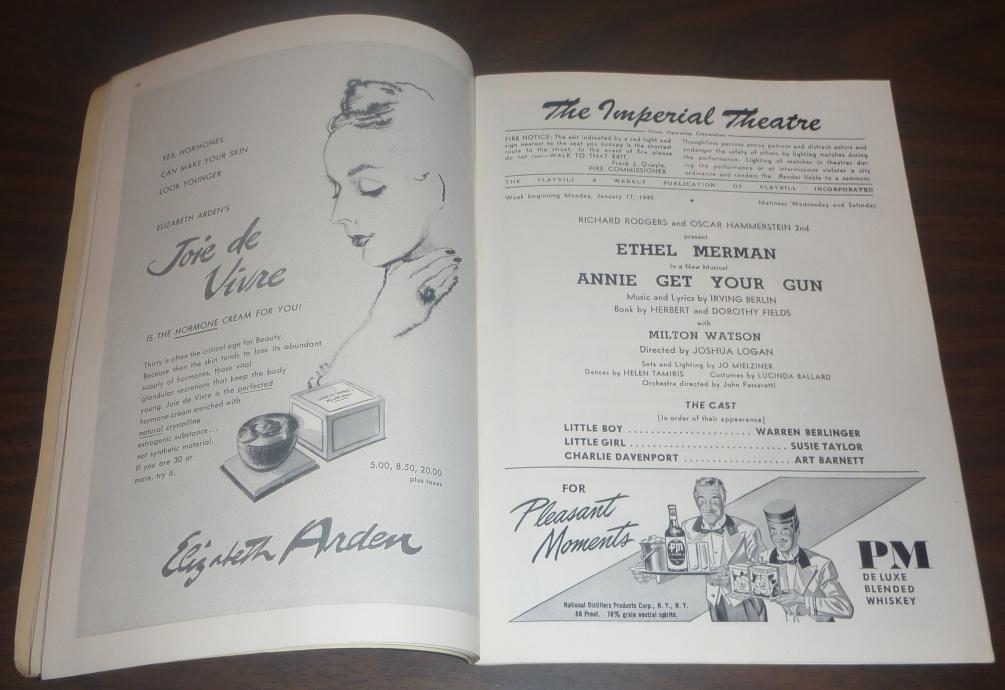 YES, HORMONES
CAN MAKE YOUR SKIN
LOOK YOUNGER
ELIZABETH ARDEN'S
Joie de
Vivre
IS THE HORMONE CREAM FOR YOU!
Thirty is often the critical age for Beauty.
Because then the skin tends to lose its abundant
supply of hormones, those vital
glandular secretions that keep the body
young. Joie de Vivre is the perfected
hormone cream enriched with
natural crystalline
estrogenic substance...
not synthetic material.
If you are 30 or
more, try it.
5.00, 8.50, 20.00
plus taxes
Elizabeth Arden
The Imperial Theatre
FIRE NOTICE: The exit indicated by a red light and
sign nearest to the seat you occupy is the shortest
route to the street. In the event of fire please
do not run—WALK TO THAT EXIT.
Frank J. Quayle,
FIRE COMMISSIONER
Thoughtless persons annoy patrons and distract actors and
endanger the safety of others by lighting matches during
the performance. Lighting of matches in theatres dur-
ing the performance or at intermissions violates a city
ordinance and renders the offender liable to a summons.
THE PLAYBILL A WEEKLY PUBLICATION OF PLAYBILL INCORPORATED
Week beginning Monday, January 17, 1949 • Matinees Wednesday and Saturday
RICHARD RODGERS and OSCAR HAMMERSTEIN 2nd
present
ETHEL MERMAN
In a New Musical
ANNIE GET YOUR GUN
Music and Lyrics by IRVING BERLIN
Book by HERBERT and DOROTHY FIELDS
with
MILTON WATSON
Directed by JOSHUA LOGAN
Sets and Lighting by JO MIELZINER
Dances by HELEN TAMIRIS Costumes by LUCINDA BALLARD
Orchestra directed by John Passaretti
THE CAST
(In order of their appearance)
LITTLE BOY ..................... WARREN BERLINGER
LITTLE GIRL ........................ SUSIE TAYLOR
CHARLIE DAVENPORT .................. ART BARNETT
FOR
Pleasant
Moments
PM
PM
DE LUXE
BLENDED
WHISKEY
National Distillers Products Corp., N. Y., N. Y.
86 Proof. 70% grain neutral spirits.